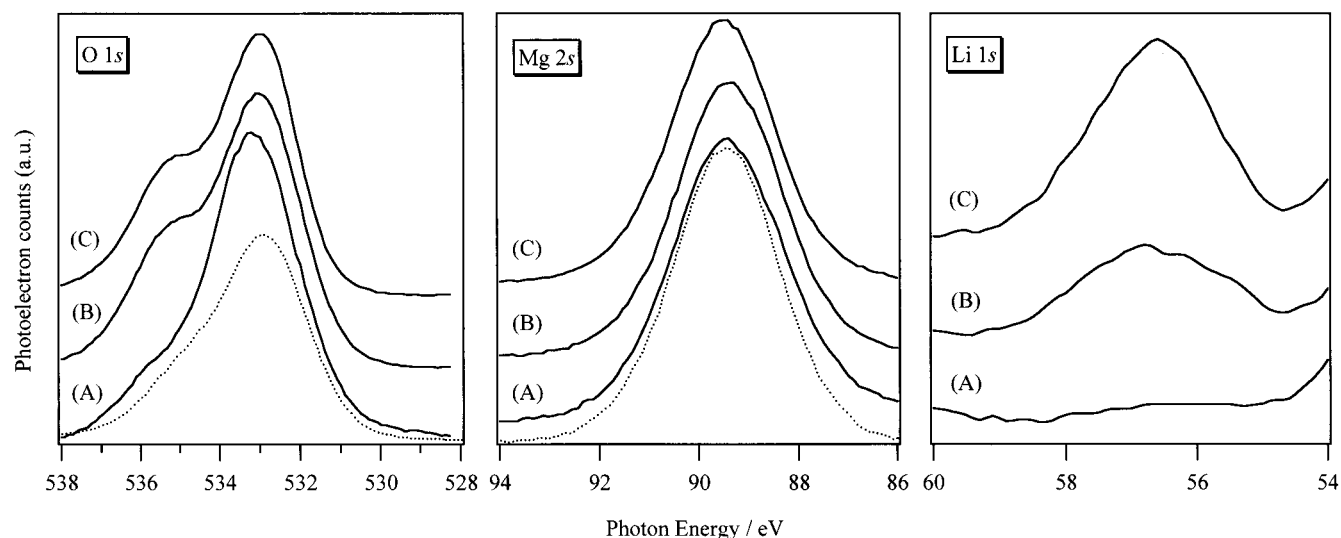 O 1s
Mg 2s
Li 1s
Photoelectron counts (a.u.)
(C)
(B)
(A)
(C)
(B)
(A)
(C)
(B)
(A)
538 536 534 532 530 528
94 92 90 88 86
60 58 56 54
Photon Energy / eV